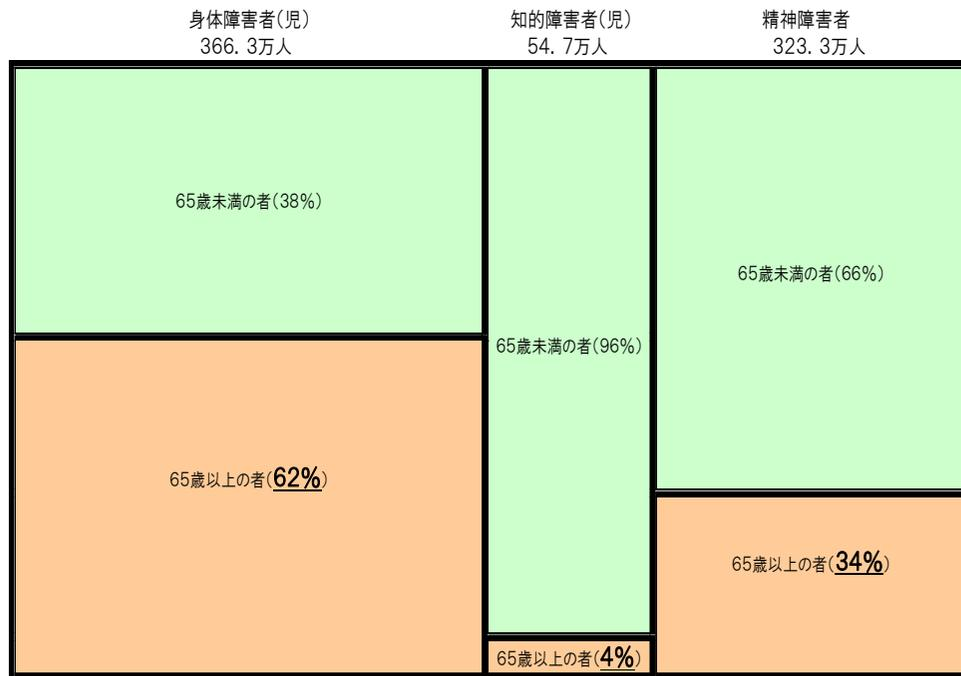 身体障害者(児)
366.3万人
65歳未満の者(38%)
65歳以上の者(62%)
知的障害者(児)
54.7万人
65歳未満の者(96%)
65歳以上の者(4%)
精神障害者
323.3万人
65歳未満の者(66%)
65歳以上の者(34%)